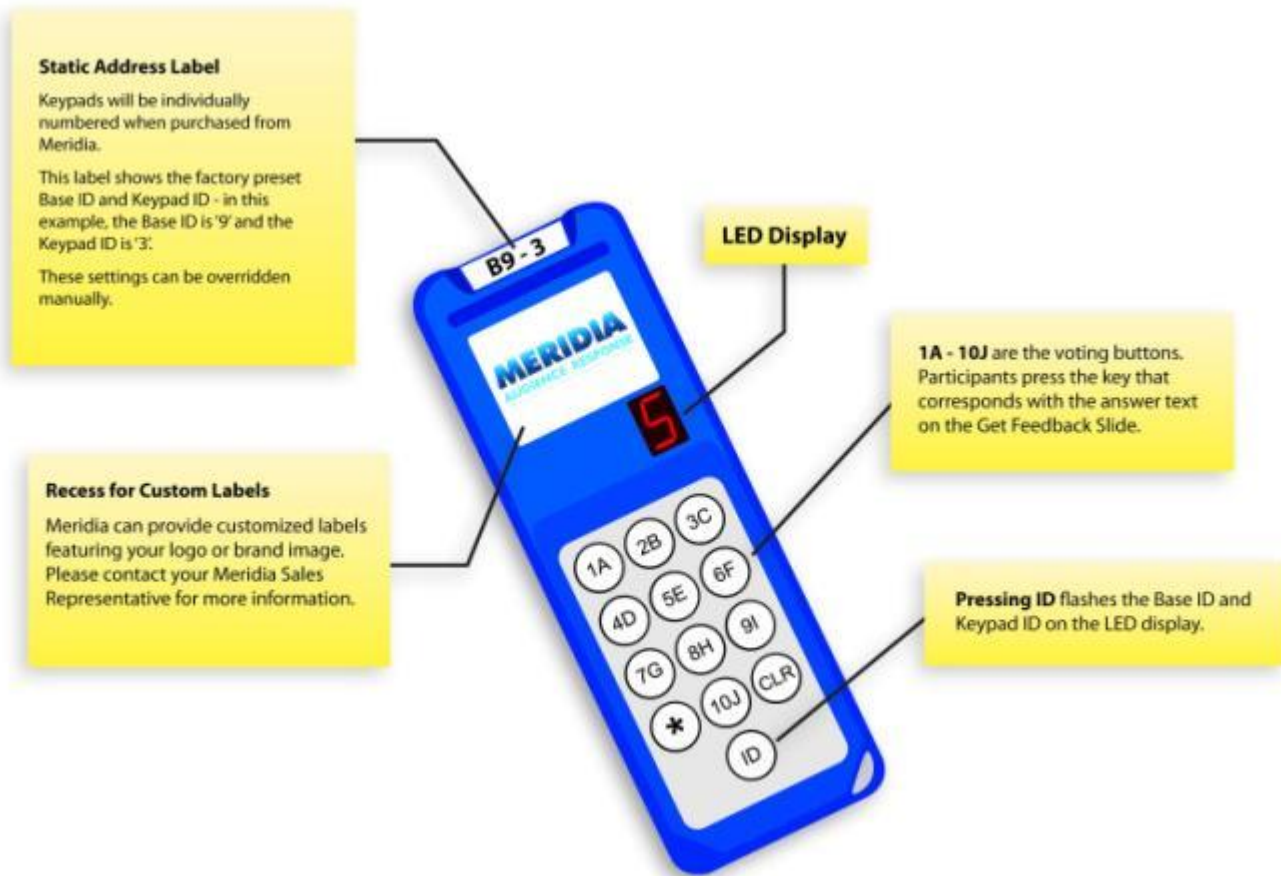 Static Address Label
Keypads will be individually
numbered when purchased from
Meridia.
This label shows the factory preset
Base ID and Keypad ID - in this
example, the Base ID is '9' and the
Keypad ID is '3'.
These settings can be overridden
manually.
B9 - 3
LED Display
MERIDIA
AUDIENCE RESPONSE
5
1A - 10J are the voting buttons.
Participants press the key that
corresponds with the answer text
on the Get Feedback Slide.
Recess for Custom Labels
Meridia can provide customized labels
featuring your logo or brand image.
Please contact your Meridia Sales
Representative for more information.
1A 2B 3C
4D 5E 6F
7G 8H 9I
* 10J CLR
ID
Pressing ID flashes the Base ID and
Keypad ID on the LED display.